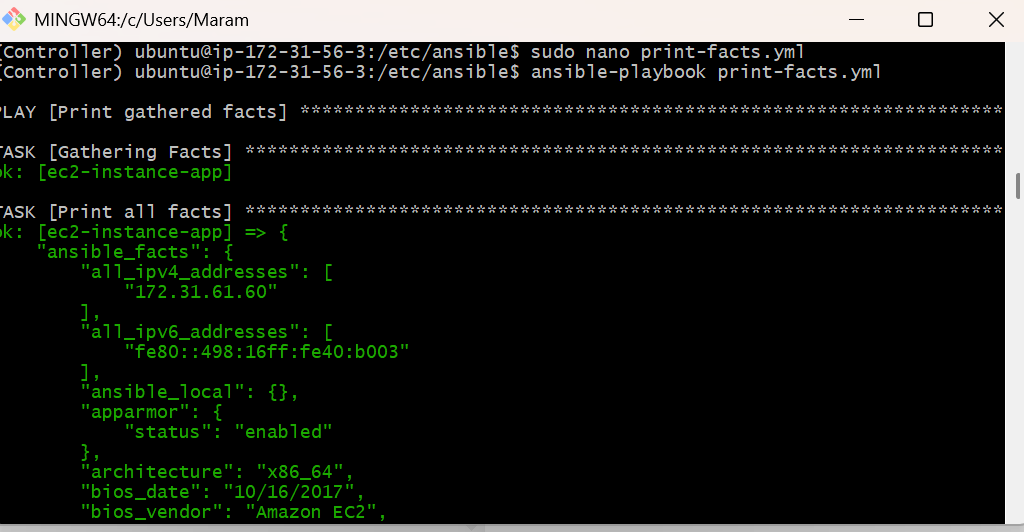 MINGW64:/c/Users/Maram
(Controller) ubuntu@ip-172-31-56-3:/etc/ansible$ sudo nano print-facts.yml
(Controller) ubuntu@ip-172-31-56-3:/etc/ansible$ ansible-playbook print-facts.yml
PLAY [Print gathered facts] ****************************************************************
TASK [Gathering Facts] *********************************************************************
ok: [ec2-instance-app]
TASK [Print all facts] *********************************************************************
ok: [ec2-instance-app] => {
    "ansible_facts": {
        "all_ipv4_addresses": [
            "172.31.61.60"
        ],
        "all_ipv6_addresses": [
            "fe80::498:16ff:fe40:b003"
        ],
        "ansible_local": {},
        "apparmor": {
            "status": "enabled"
        },
        "architecture": "x86_64",
        "bios_date": "10/16/2017",
        "bios_vendor": "Amazon EC2",